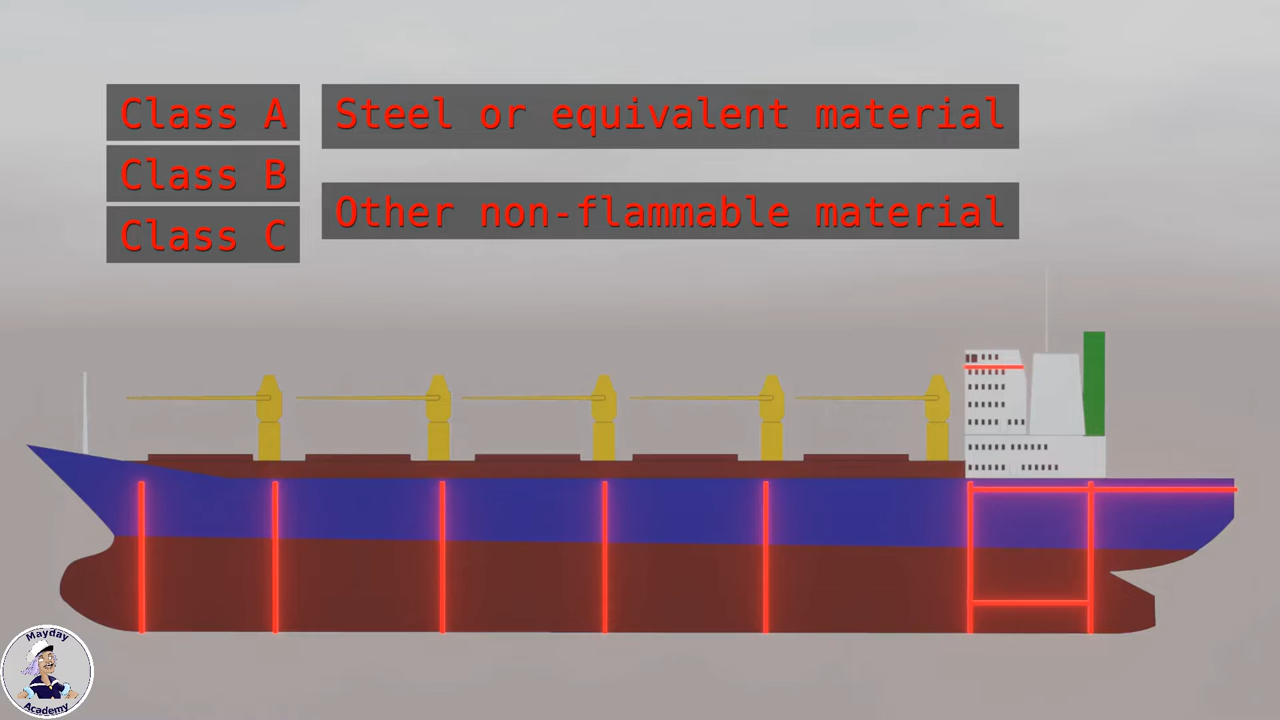 Class A
Steel or equivalent material
Class B
Other non-flammable material
Class C
Mayday
Academy